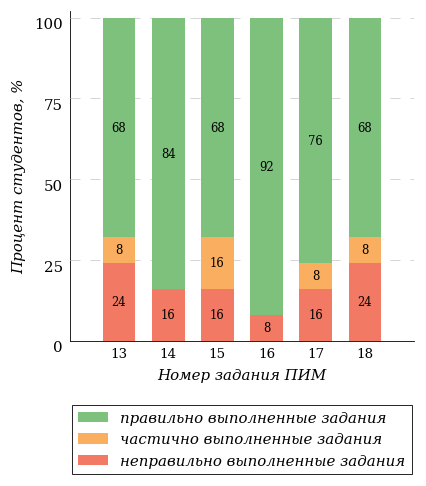 100
75
50
25
0
Процент студентов, %
68 84 68 92 76 68
8 16 8 8
24 16 16 8 16 24
13 14 15 16 17 18
Номер задания ПИМ
правильно выполненные задания
частично выполненные задания
неправильно выполненные задания